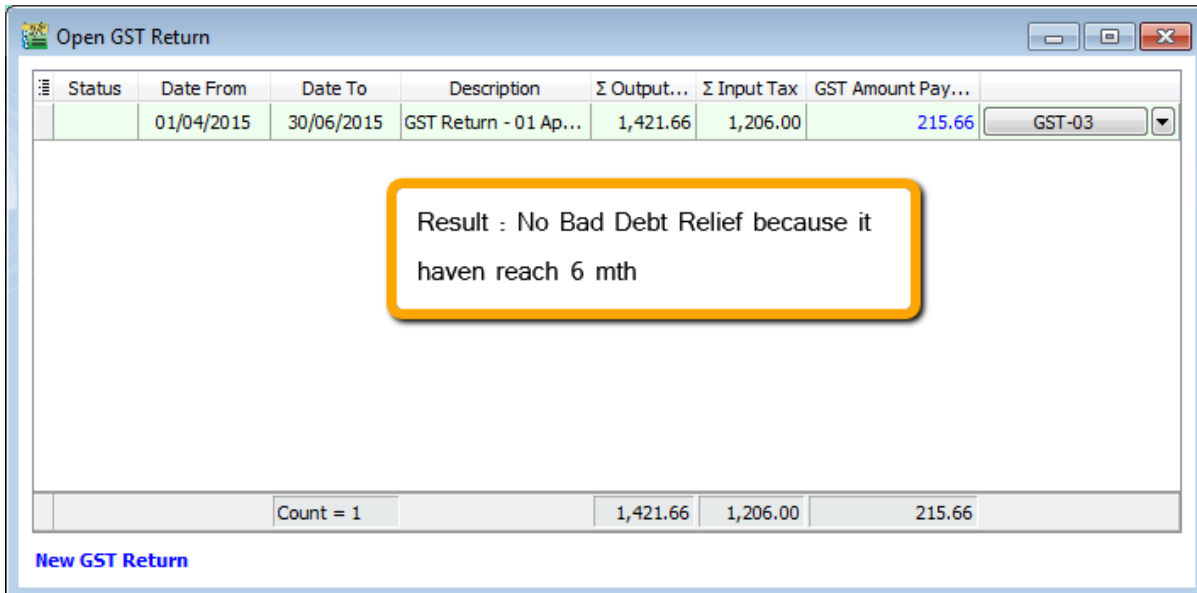 Open GST Return
Status Date From Date To Description Σ Output... Σ Input Tax GST Amount Pay...
01/04/2015 30/06/2015 GST Return - 01 Ap... 1,421.66 1,206.00 215.66 GST-03
Result : No Bad Debt Relief because it
haven reach 6 mth
Count = 1 1,421.66 1,206.00 215.66
New GST Return